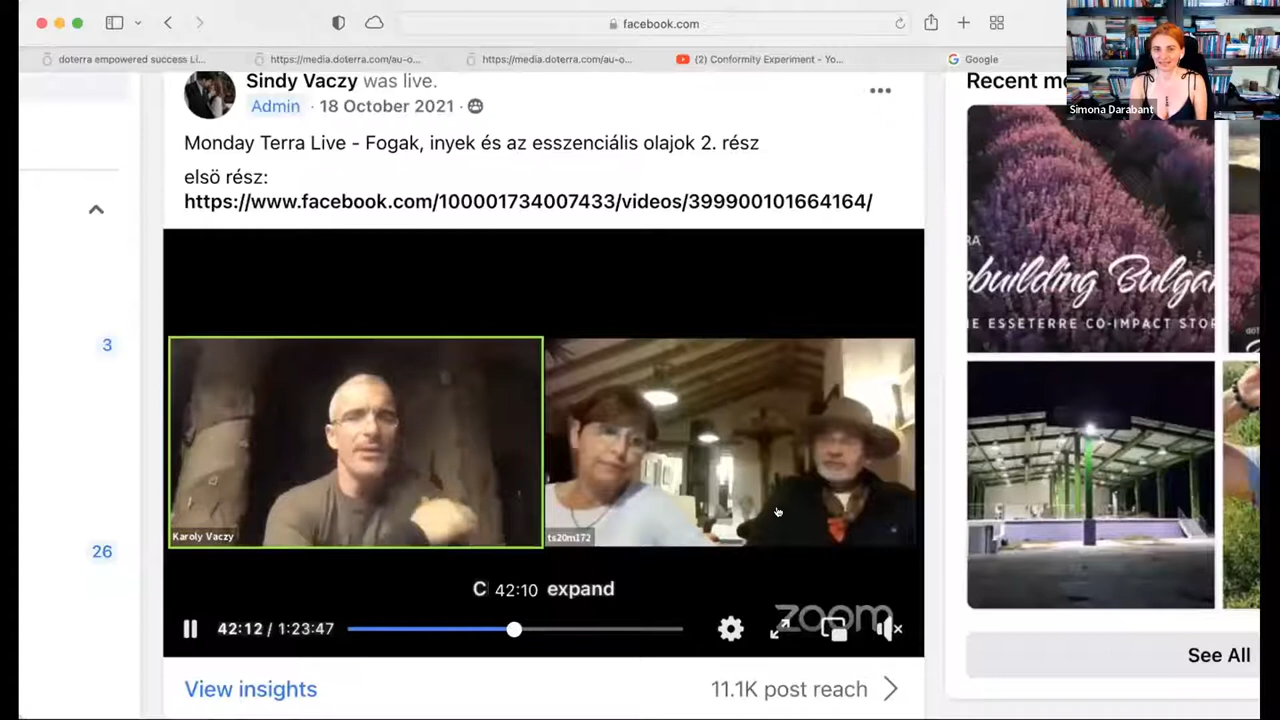 facebook.com
doterra empowered success Li...
https://media.doterra.com/au-o...
https://media.doterra.com/au-o...
(2) Conformity Experiment - Yo...
Google
Simona Darabant
Sindy Vaczy was live.
Admin · 18 October 2021 ·
Monday Terra Live - Fogak, inyek és az esszenciális olajok 2. rész
elsö rész:
https://www.facebook.com/100001734007433/videos/399900101664164/
3
26
Karoly Vaczy
ts20m172
C 42:10 expand
zoom
42:12 / 1:23:47
View insights
11.1K post reach
Recent m
RA
ebuilding Bulgar
E ESSETERRE CO-IMPACT STOR
See All